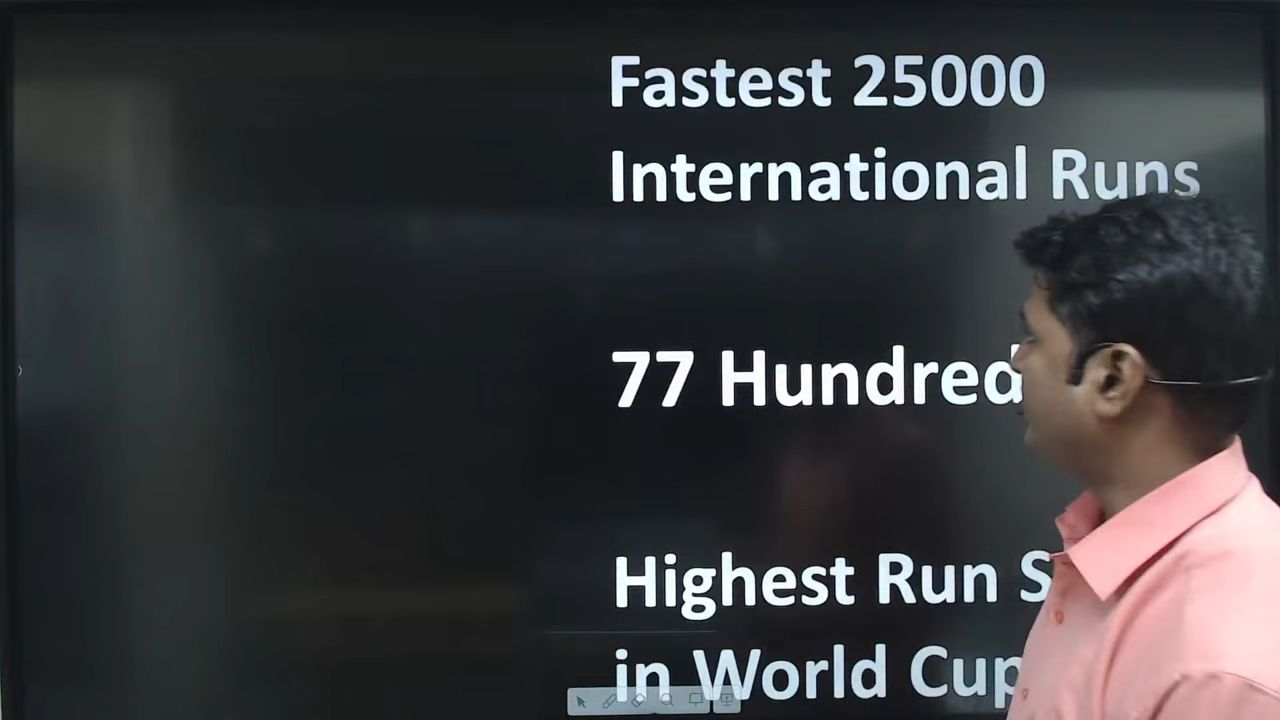 Fastest 25000
International Runs
77 Hundred
Highest Run S
in World Cup